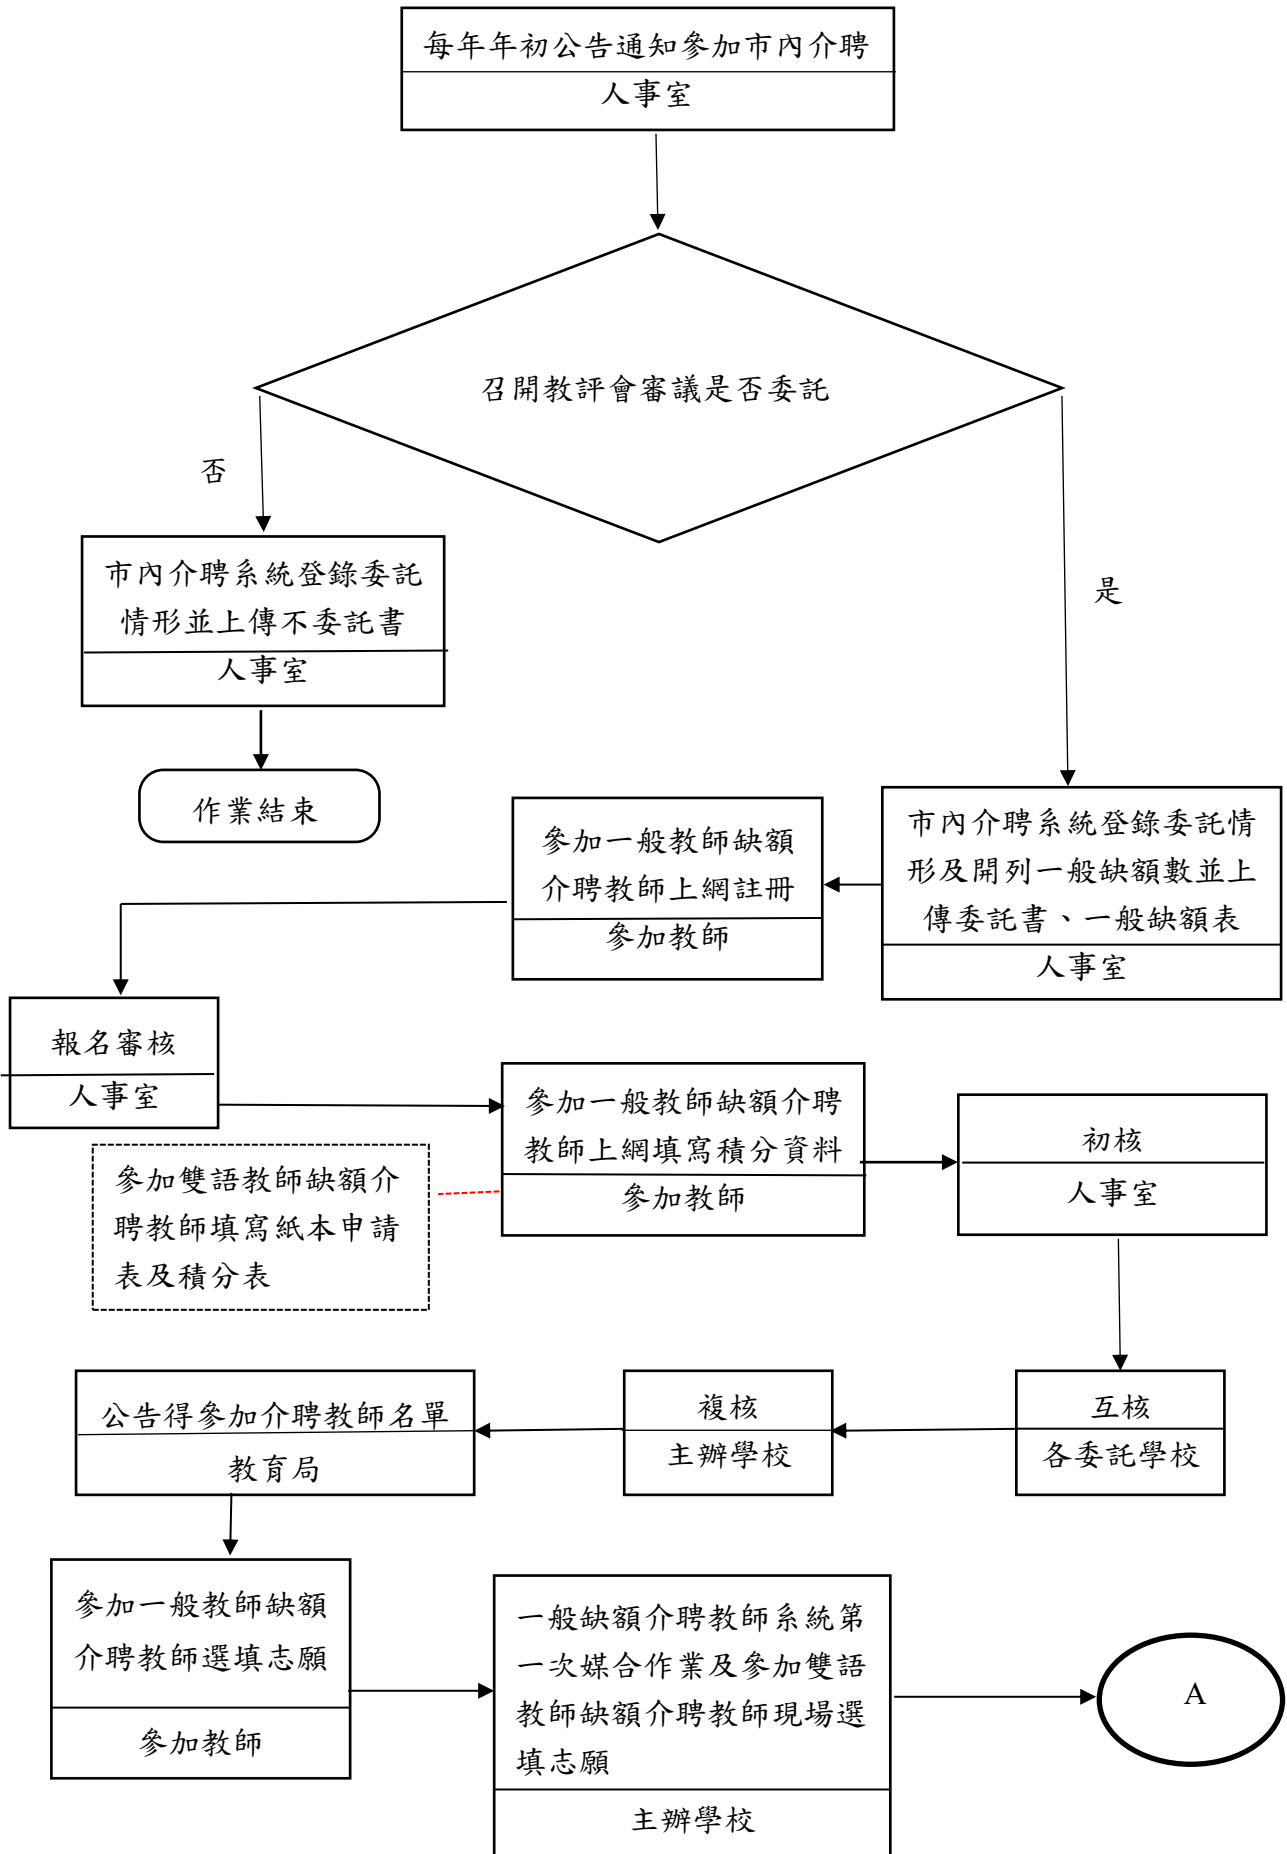 每年年初公告通知參加市內介聘
人事室
召開教評會審議是否委託
否
是
市內介聘系統登錄委託
情形並上傳不委託書
人事室
作業結束
市內介聘系統登錄委託情
形及開列一般缺額數並上
傳委託書、一般缺額表
人事室
參加一般教師缺額
介聘教師上網註冊
參加教師
報名審核
人事室
參加一般教師缺額介聘
教師上網填寫積分資料
參加教師
參加雙語教師缺額介
聘教師填寫紙本申請
表及積分表
初核
人事室
互核
各委託學校
複核
主辦學校
公告得參加介聘教師名單
教育局
參加一般教師缺額
介聘教師選填志願
參加教師
一般缺額介聘教師系統第
一次媒合作業及參加雙語
教師缺額介聘教師現場選
填志願
主辦學校
A